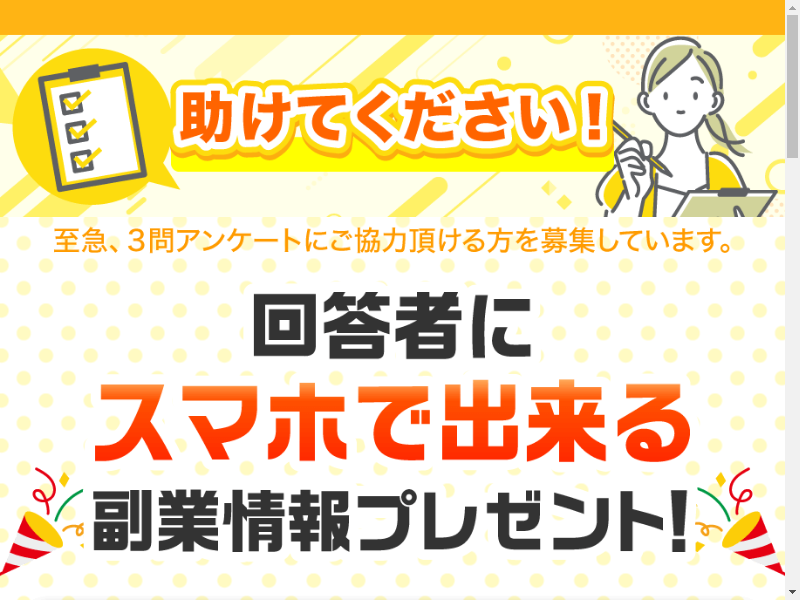 助けてください！
至急、3問アンケートにご協力頂ける方を募集しています。
回答者に
スマホで出来る
副業情報プレゼント!